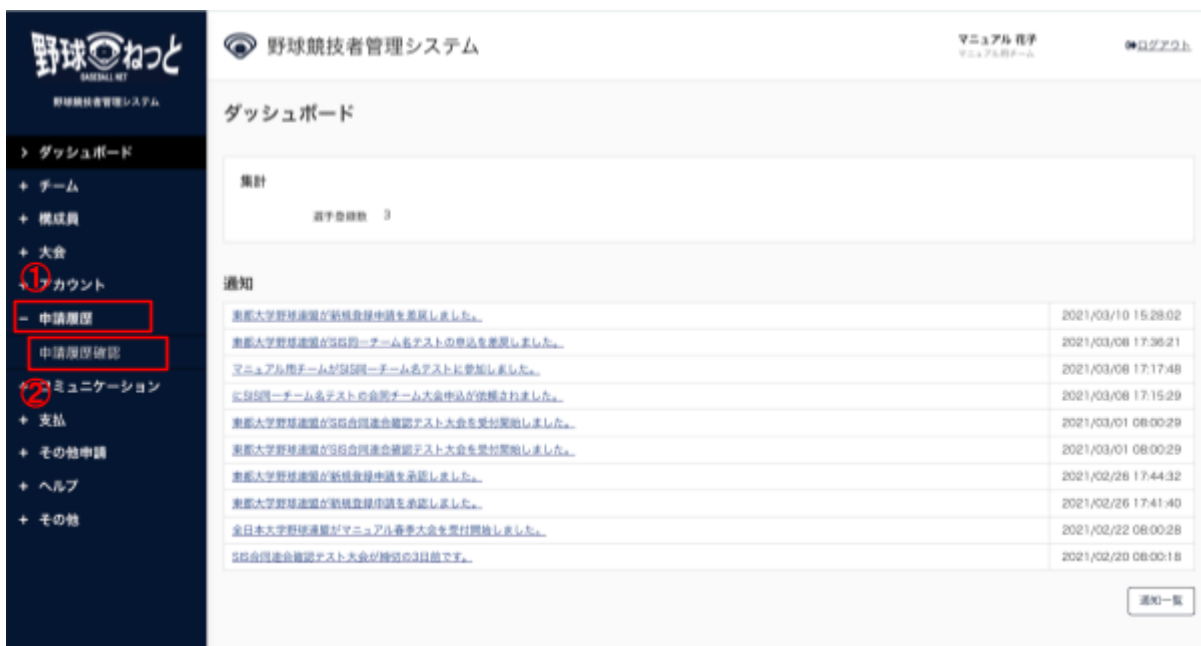 野球ねっと
BASEBALL NET
野球競技者管理システム
野球競技者管理システム
マニュアル 花子
マニュアル用チーム
ログアウト
ダッシュボード
> ダッシュボード
+ チーム
+ 構成員
+ 大会
+ アカウント
① 
− 申請履歴
申請履歴確認
②
+ コミュニケーション
+ 支払
+ その他申請
+ ヘルプ
+ その他
集計
選手登録数 3
通知
東都大学野球連盟が新規登録申請を差戻しました。 2021/03/10 15:28:02
東都大学野球連盟がSIS同一チーム名テストの申込を差戻しました。 2021/03/08 17:36:21
マニュアル用チームがSIS同一チーム名テストに参加しました。 2021/03/08 17:17:48
にSIS同一チーム名テストの合同チーム大会申込が依頼されました。 2021/03/08 17:15:29
東都大学野球連盟がSIS合同連合確認テスト大会を受付開始しました。 2021/03/01 08:00:29
東都大学野球連盟がSIS合同連合確認テスト大会を受付開始しました。 2021/03/01 08:00:29
東都大学野球連盟が新規登録申請を承認しました。 2021/02/26 17:44:32
東都大学野球連盟が新規登録申請を承認しました。 2021/02/26 17:41:40
全日本大学野球連盟がマニュアル春季大会を受付開始しました。 2021/02/22 08:00:28
SIS合同連合確認テスト大会が締切の3日前です。 2021/02/20 08:00:18
通知一覧